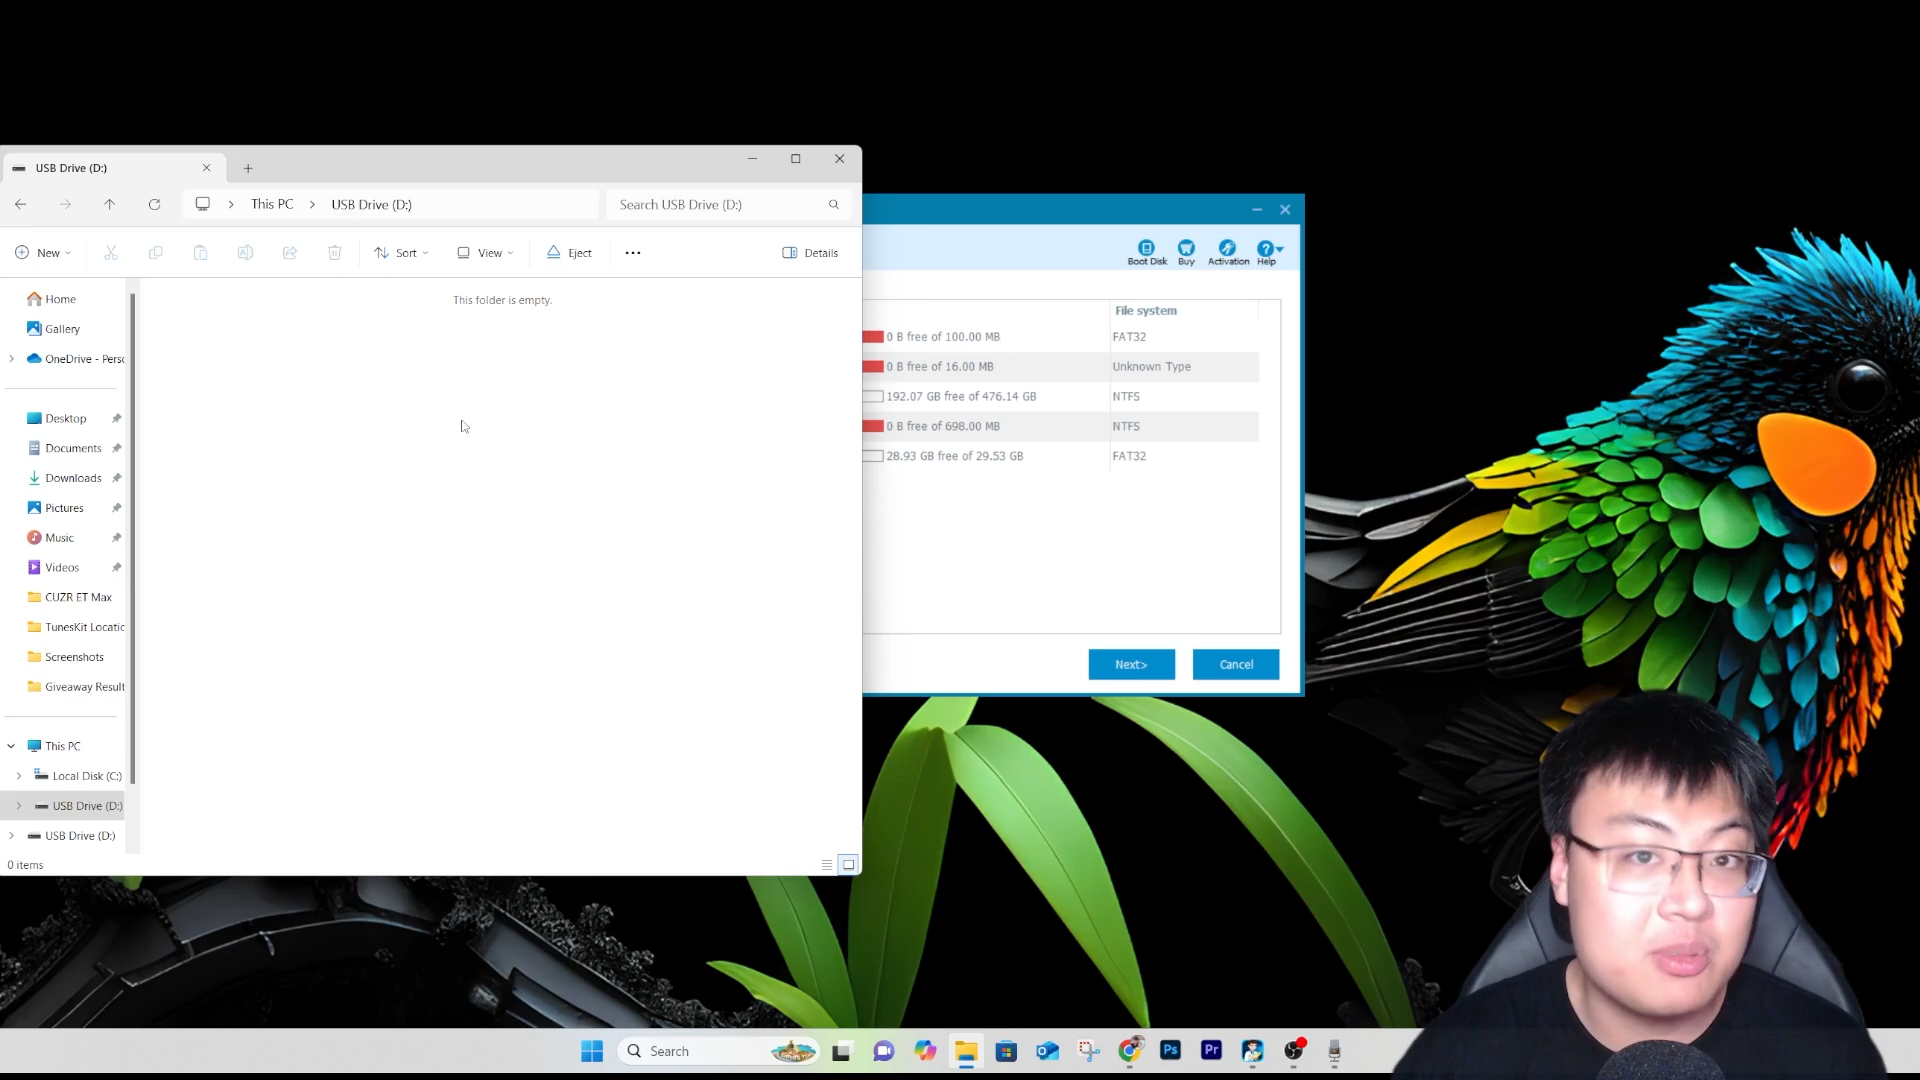 USB Drive (D:)
This PC
USB Drive (D:)
Search USB Drive (D:)
New
Sort
View
Eject
Details
Home
Gallery
OneDrive - Perso
Desktop
Documents
Downloads
Pictures
Music
Videos
CUZR ET Max
TunesKit Locatic
Screenshots
Giveaway Result
This PC
Local Disk (C:)
USB Drive (D:)
USB Drive (D:)
0 items
This folder is empty.
Boot Disk
Buy
Activation
Help
File system
0 B free of 100.00 MB
FAT32
0 B free of 16.00 MB
Unknown Type
192.07 GB free of 476.14 GB
NTFS
0 B free of 698.00 MB
NTFS
28.93 GB free of 29.53 GB
FAT32
Next>
Cancel
Search
Ps
Pr